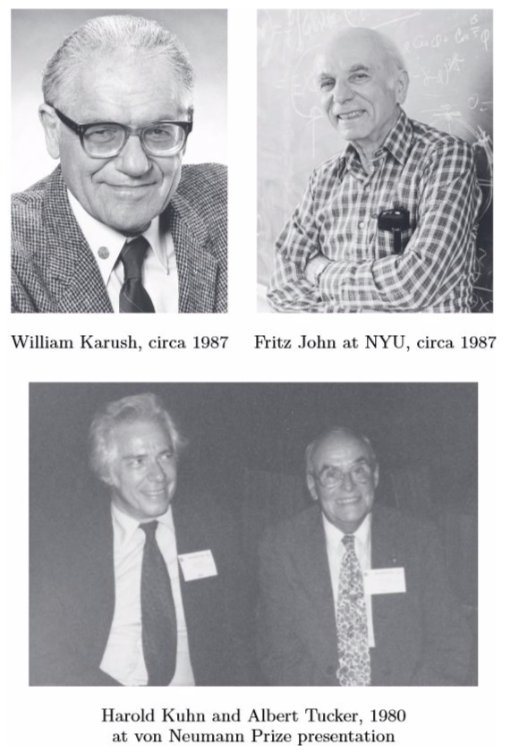 William Karush, circa 1987
Fritz John at NYU, circa 1987
Harold Kuhn and Albert Tucker, 1980
at von Neumann Prize presentation